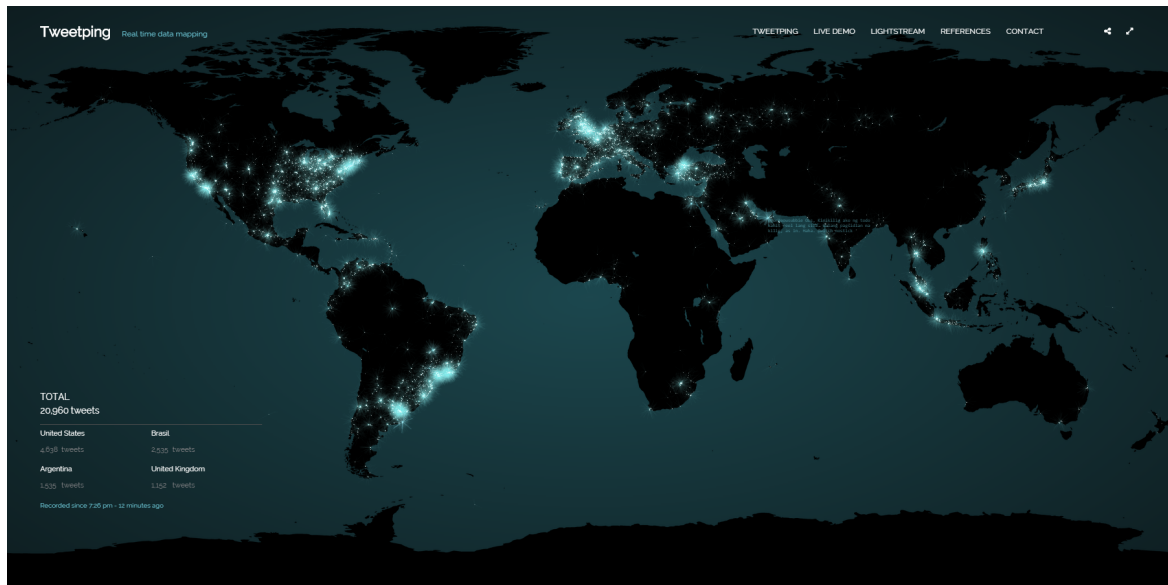 Tweetping Real time data mapping
TWEETPING LIVE DEMO LIGHTSTREAM REFERENCES CONTACT
TOTAL
20,960 tweets
United States Brasil
4,638 tweets 2,535 tweets
Argentina United Kingdom
1,535 tweets 1,152 tweets
Recorded since 7:26 pm - 12 minutes ago